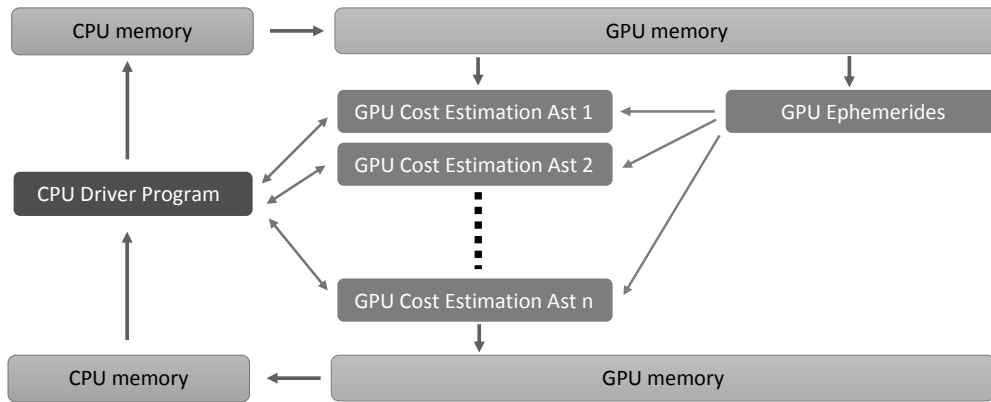 CPU memory
GPU memory
GPU Cost Estimation Ast 1
GPU Ephemerides
GPU Cost Estimation Ast 2
CPU Driver Program
GPU Cost Estimation Ast n
CPU memory
GPU memory